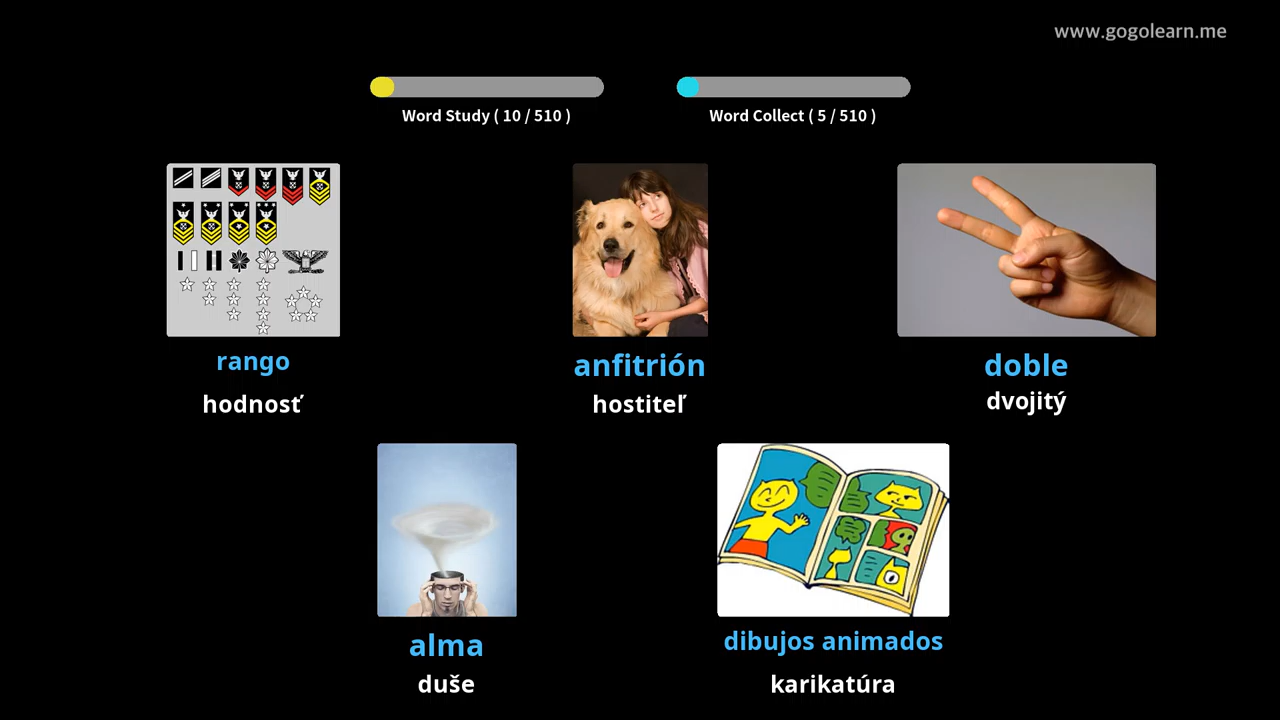 www.gogolearn.me
Word Study ( 10 / 510 )
Word Collect ( 5 / 510 )
rango
anfitrión
doble
hodnosť
hostiteľ
dvojitý
alma
dibujos animados
duše
karikatúra